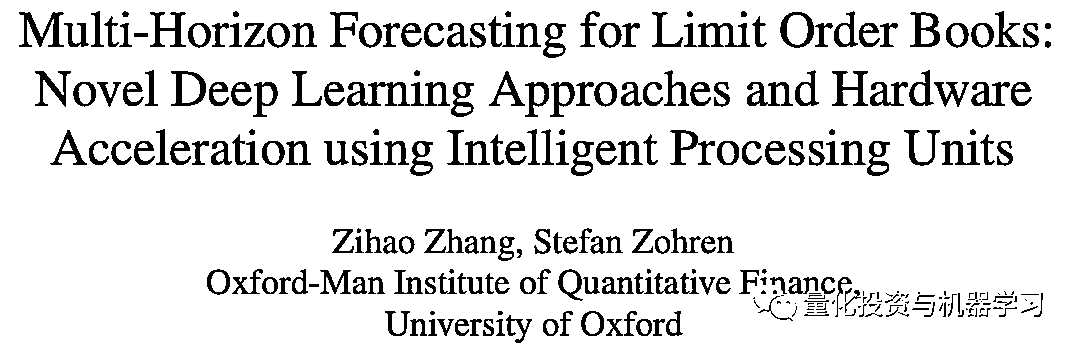 Multi-Horizon Forecasting for Limit Order Books:
Novel Deep Learning Approaches and Hardware
Acceleration using Intelligent Processing Units
Zihao Zhang, Stefan Zohren
Oxford-Man Institute of Quantitative Finance,
University of Oxford
量化投资与机器学习